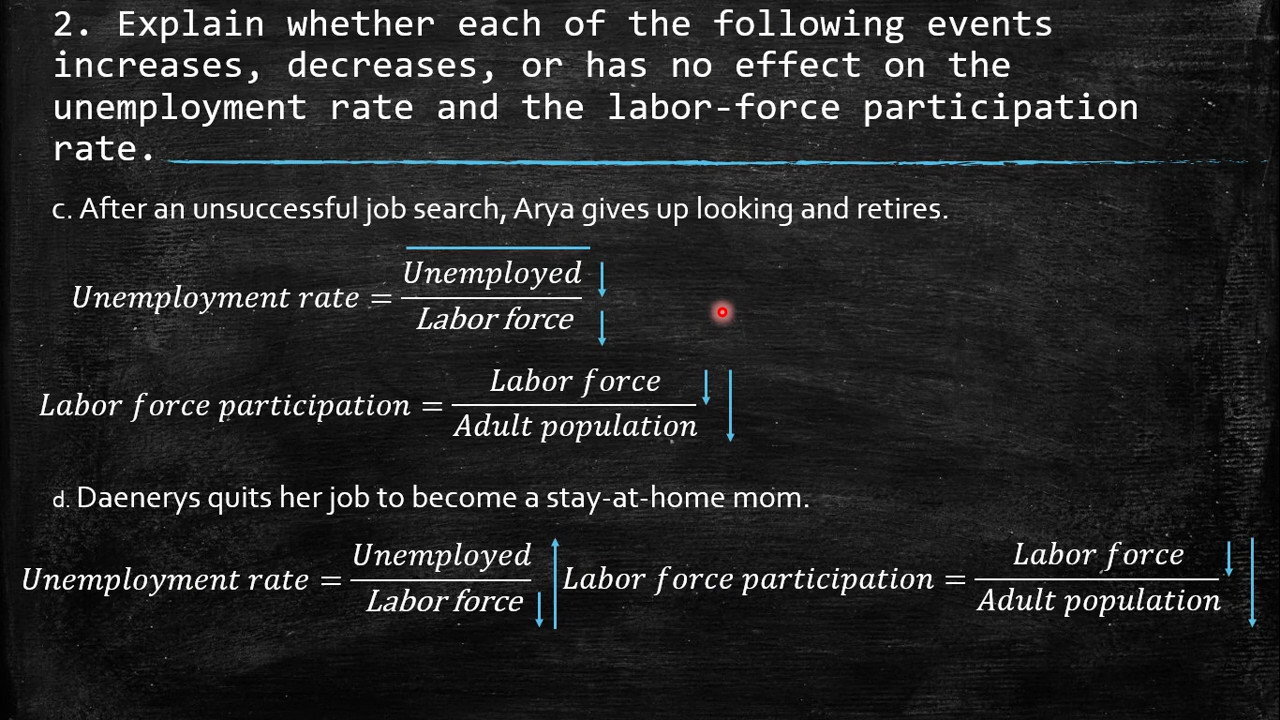 2. Explain whether each of the following events
increases, decreases, or has no effect on the
unemployment rate and the labor-force participation
rate.
c. After an unsuccessful job search, Arya gives up looking and retires.
Unemployment rate = Unemployed
Labor force
Labor force participation = Labor force
Adult population
d. Daenerys quits her job to become a stay-at-home mom.
Unemployment rate = Unemployed
Labor force
Labor force participation = Labor force
Adult population